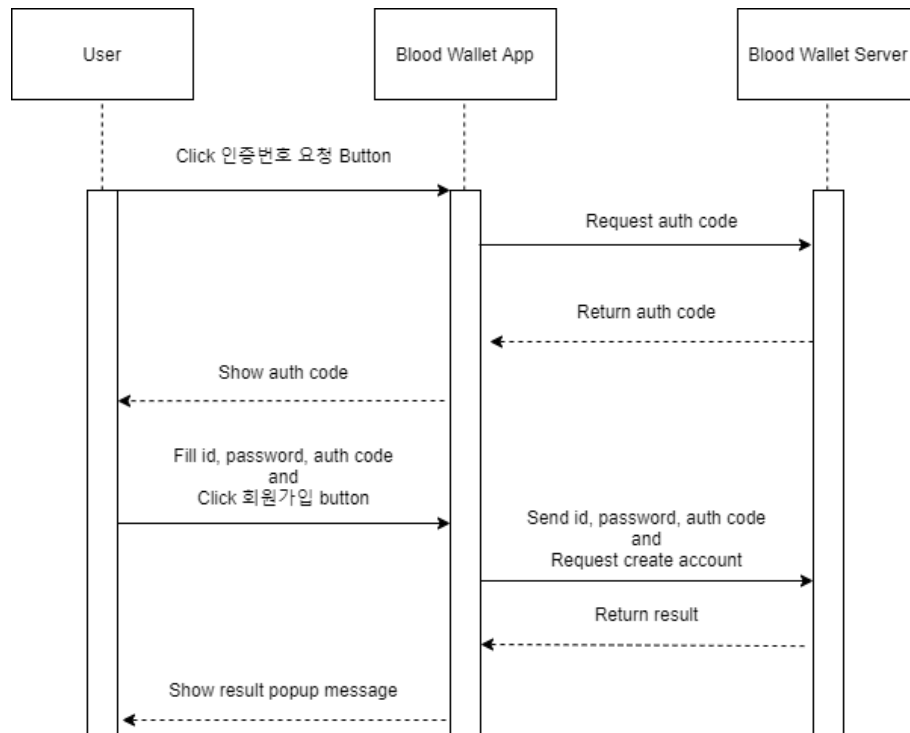 User
Blood Wallet App
Blood Wallet Server
Click 인증번호 요청 Button
Request auth code
Return auth code
Show auth code
Fill id, password, auth code
and
Click 회원가입 button
Send id, password, auth code
and
Request create account
Return result
Show result popup message